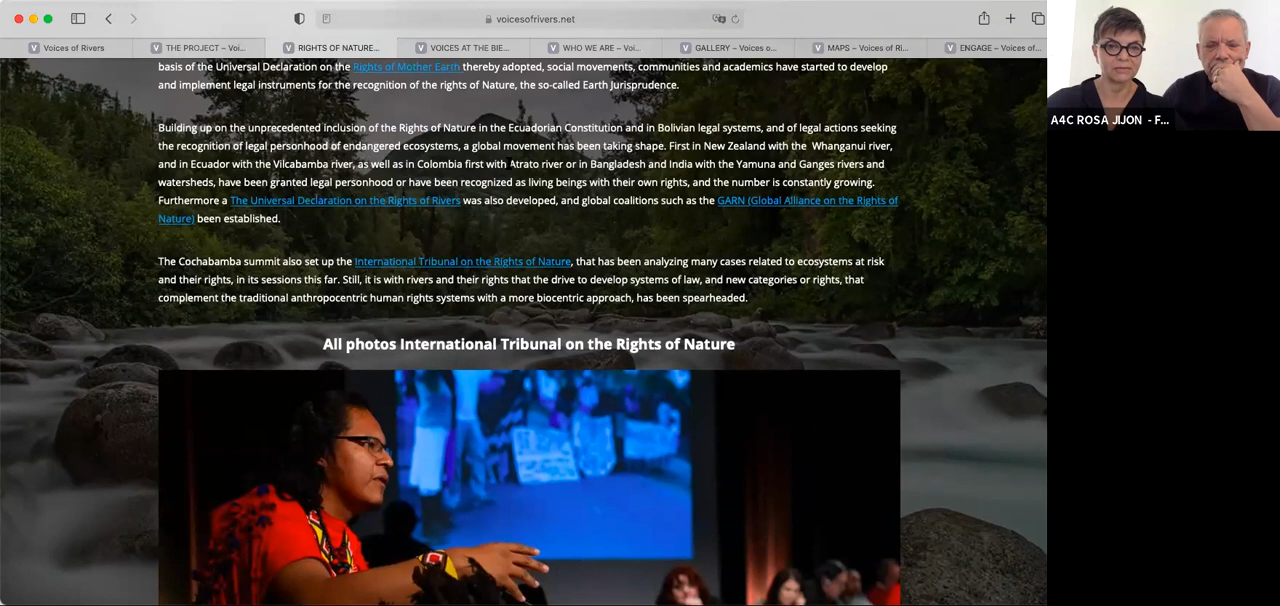 voicesofrivers.net
Voices of Rivers
THE PROJECT – Voi...
RIGHTS OF NATURE...
VOICES AT THE BIE...
WHO WE ARE – Voi...
GALLERY – Voices o...
MAPS – Voices of Ri...
ENGAGE – Voices of...
basis of the Universal Declaration on the Rights of Mother Earth thereby adopted, social movements, communities and academics have started to develop
and implement legal instruments for the recognition of the rights of Nature, the so-called Earth Jurisprudence.
Building up on the unprecedented inclusion of the Rights of Nature in the Ecuadorian Constitution and in Bolivian legal systems, and of legal actions seeking
the recognition of legal personhood of endangered ecosystems, a global movement has been taking shape. First in New Zealand with the Whanganui river,
and in Ecuador with the Vilcabamba river, as well as in Colombia first with Atrato river or in Bangladesh and India with the Yamuna and Ganges rivers and
watersheds, have been granted legal personhood or have been recognized as living beings with their own rights, and the number is constantly growing.
Furthermore a The Universal Declaration on the Rights of Rivers was also developed, and global coalitions such as the GARN (Global Alliance on the Rights of
Nature) been established.
The Cochabamba summit also set up the International Tribunal on the Rights of Nature, that has been analyzing many cases related to ecosystems at risk
and their rights, in its sessions this far. Still, it is with rivers and their rights that the drive to develop systems of law, and new categories or rights, that
complement the traditional anthropocentric human rights systems with a more biocentric approach, has been spearheaded.
All photos International Tribunal on the Rights of Nature
A4C ROSA JIJON - F...